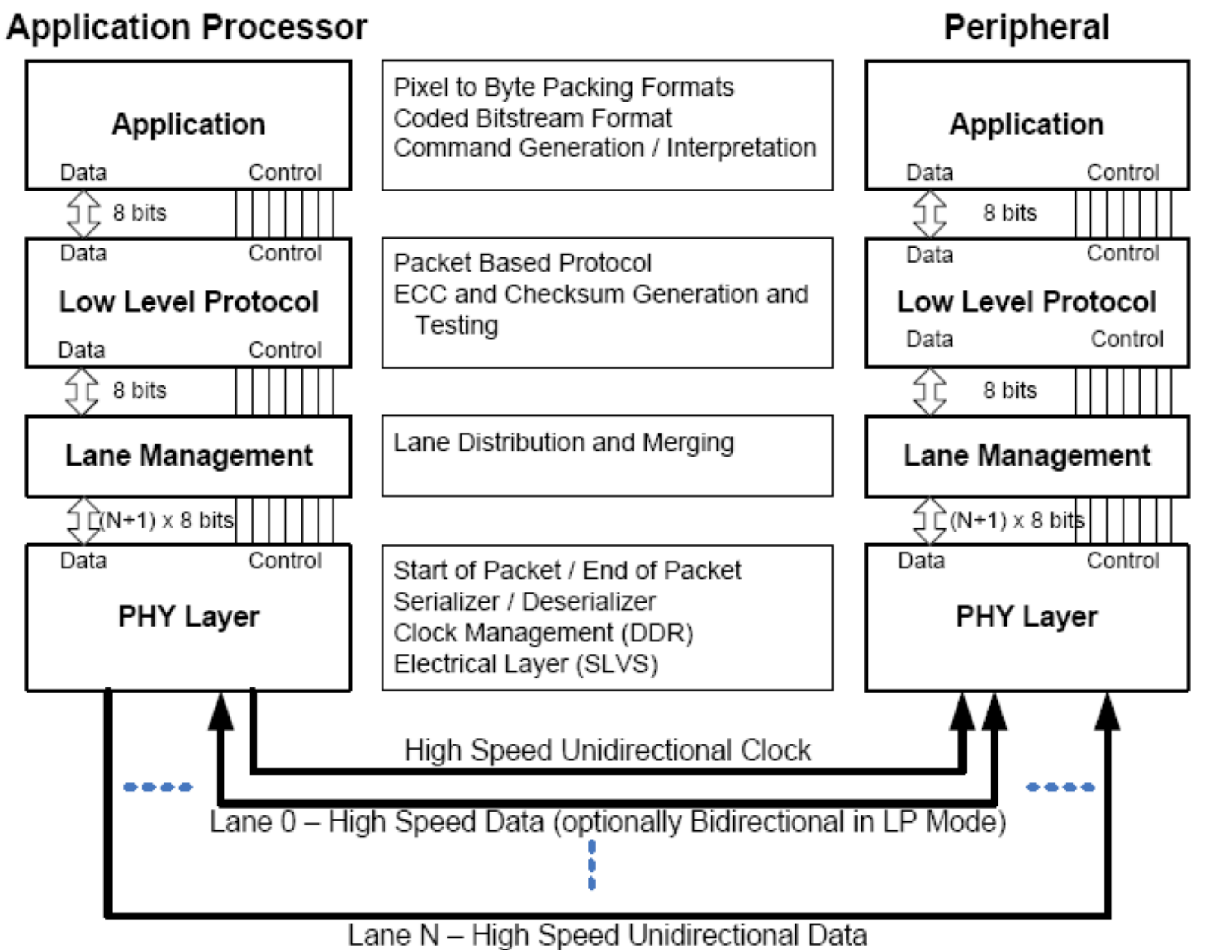 Application Processor
Peripheral
Application
Data Control
8 bits
Data Control
Low Level Protocol
Data Control
8 bits
Lane Management
(N+1) x 8 bits
Data Control
PHY Layer
Pixel to Byte Packing Formats
Coded Bitstream Format
Command Generation / Interpretation
Packet Based Protocol
ECC and Checksum Generation and
Testing
Lane Distribution and Merging
Start of Packet / End of Packet
Serializer / Deserializer
Clock Management (DDR)
Electrical Layer (SLVS)
Application
Data Control
8 bits
Data Control
Low Level Protocol
Data Control
8 bits
Lane Management
(N+1) x 8 bits
Data Control
PHY Layer
High Speed Unidirectional Clock
Lane 0 – High Speed Data (optionally Bidirectional in LP Mode)
Lane N – High Speed Unidirectional Data